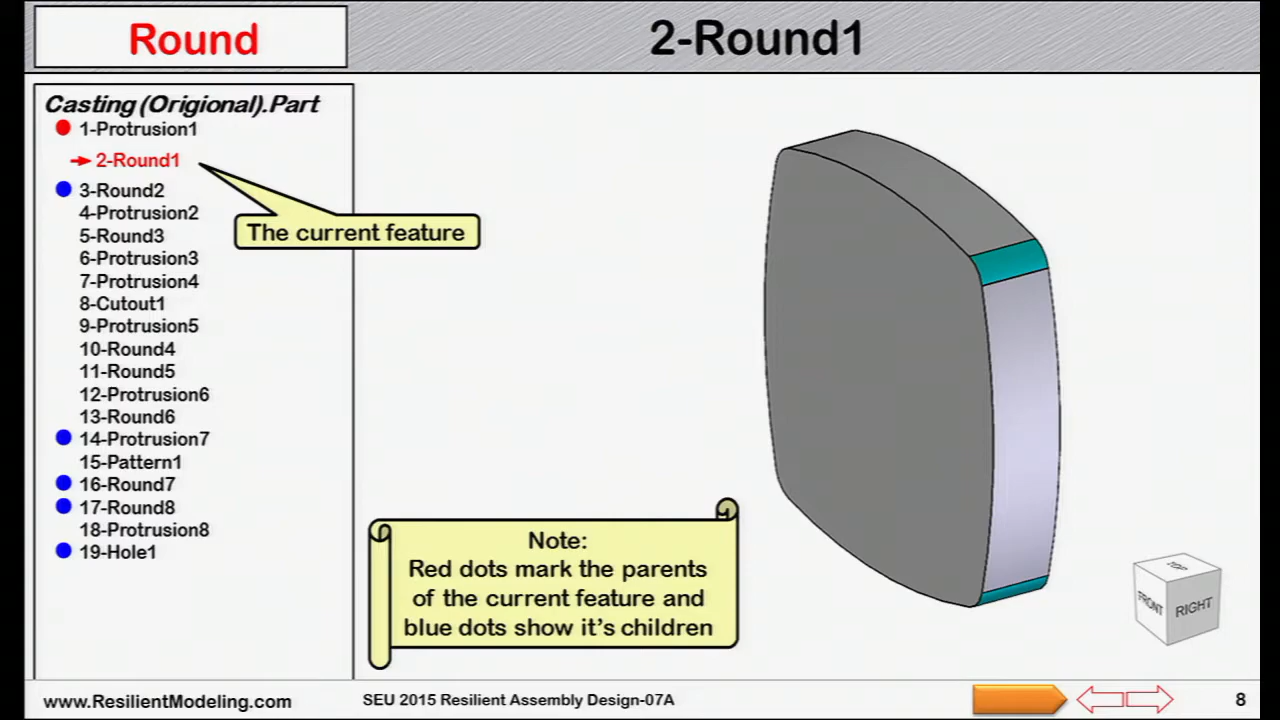 Round
2-Round1
Casting (Origional).Part
1-Protrusion1
2-Round1
3-Round2
4-Protrusion2
5-Round3
6-Protrusion3
7-Protrusion4
8-Cutout1
9-Protrusion5
10-Round4
11-Round5
12-Protrusion6
13-Round6
14-Protrusion7
15-Pattern1
16-Round7
17-Round8
18-Protrusion8
19-Hole1
The current feature
Note:
Red dots mark the parents
of the current feature and
blue dots show it's children
TOP
FRONT
RIGHT
www.ResilientModeling.com
SEU 2015 Resilient Assembly Design-07A
8